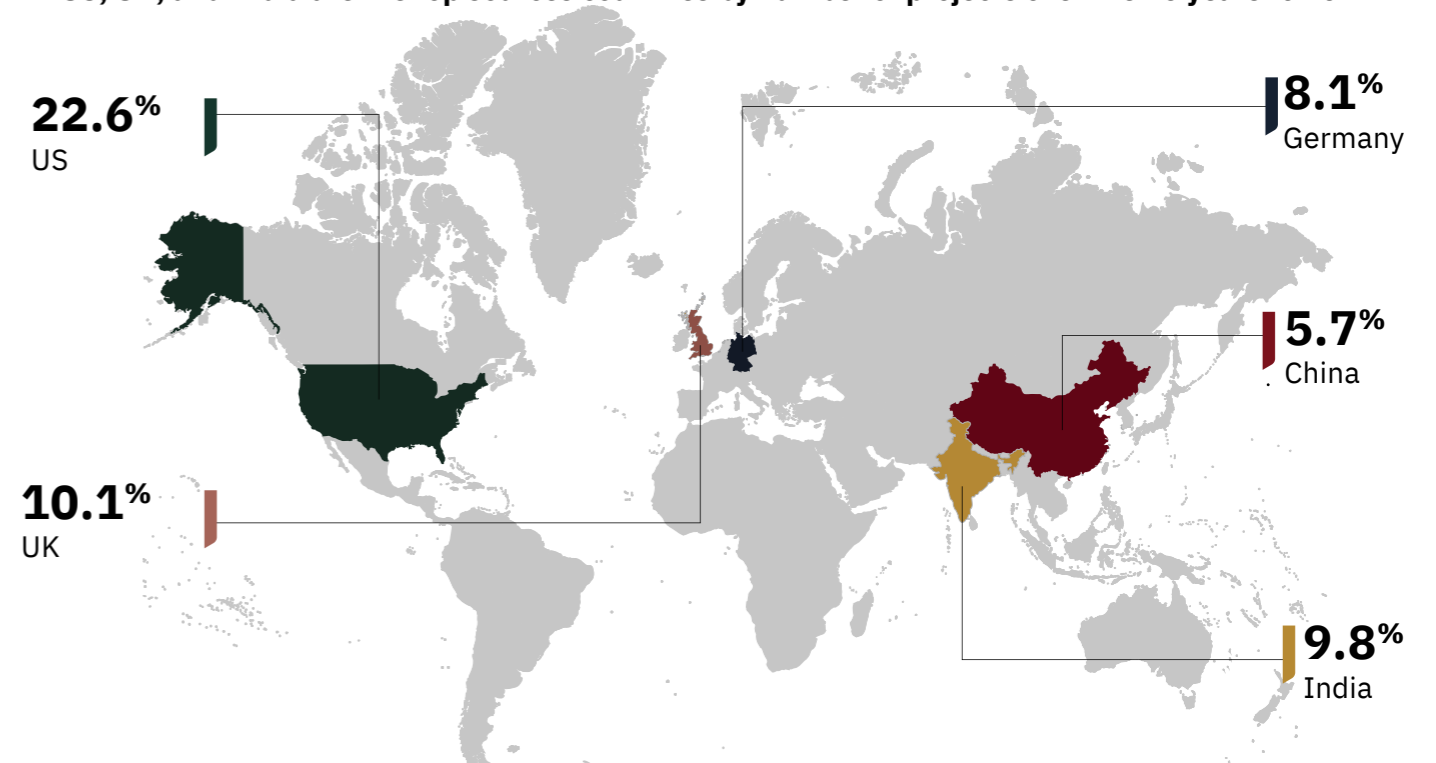 22.6%
US
8.1%
Germany
5.7%
China
10.1%
UK
9.8%
India